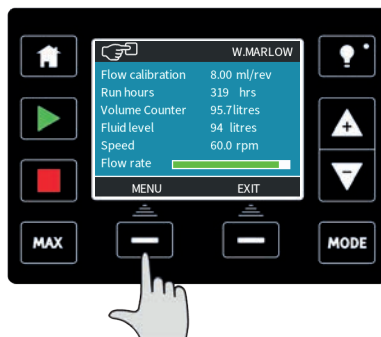 W.MARLOW
Flow calibration 8.00 ml/rev
Run hours 319 hrs
Volume Counter 95.7litres
Fluid level 94 litres
Speed 60.0 rpm
Flow rate
MENU EXIT
MAX MODE